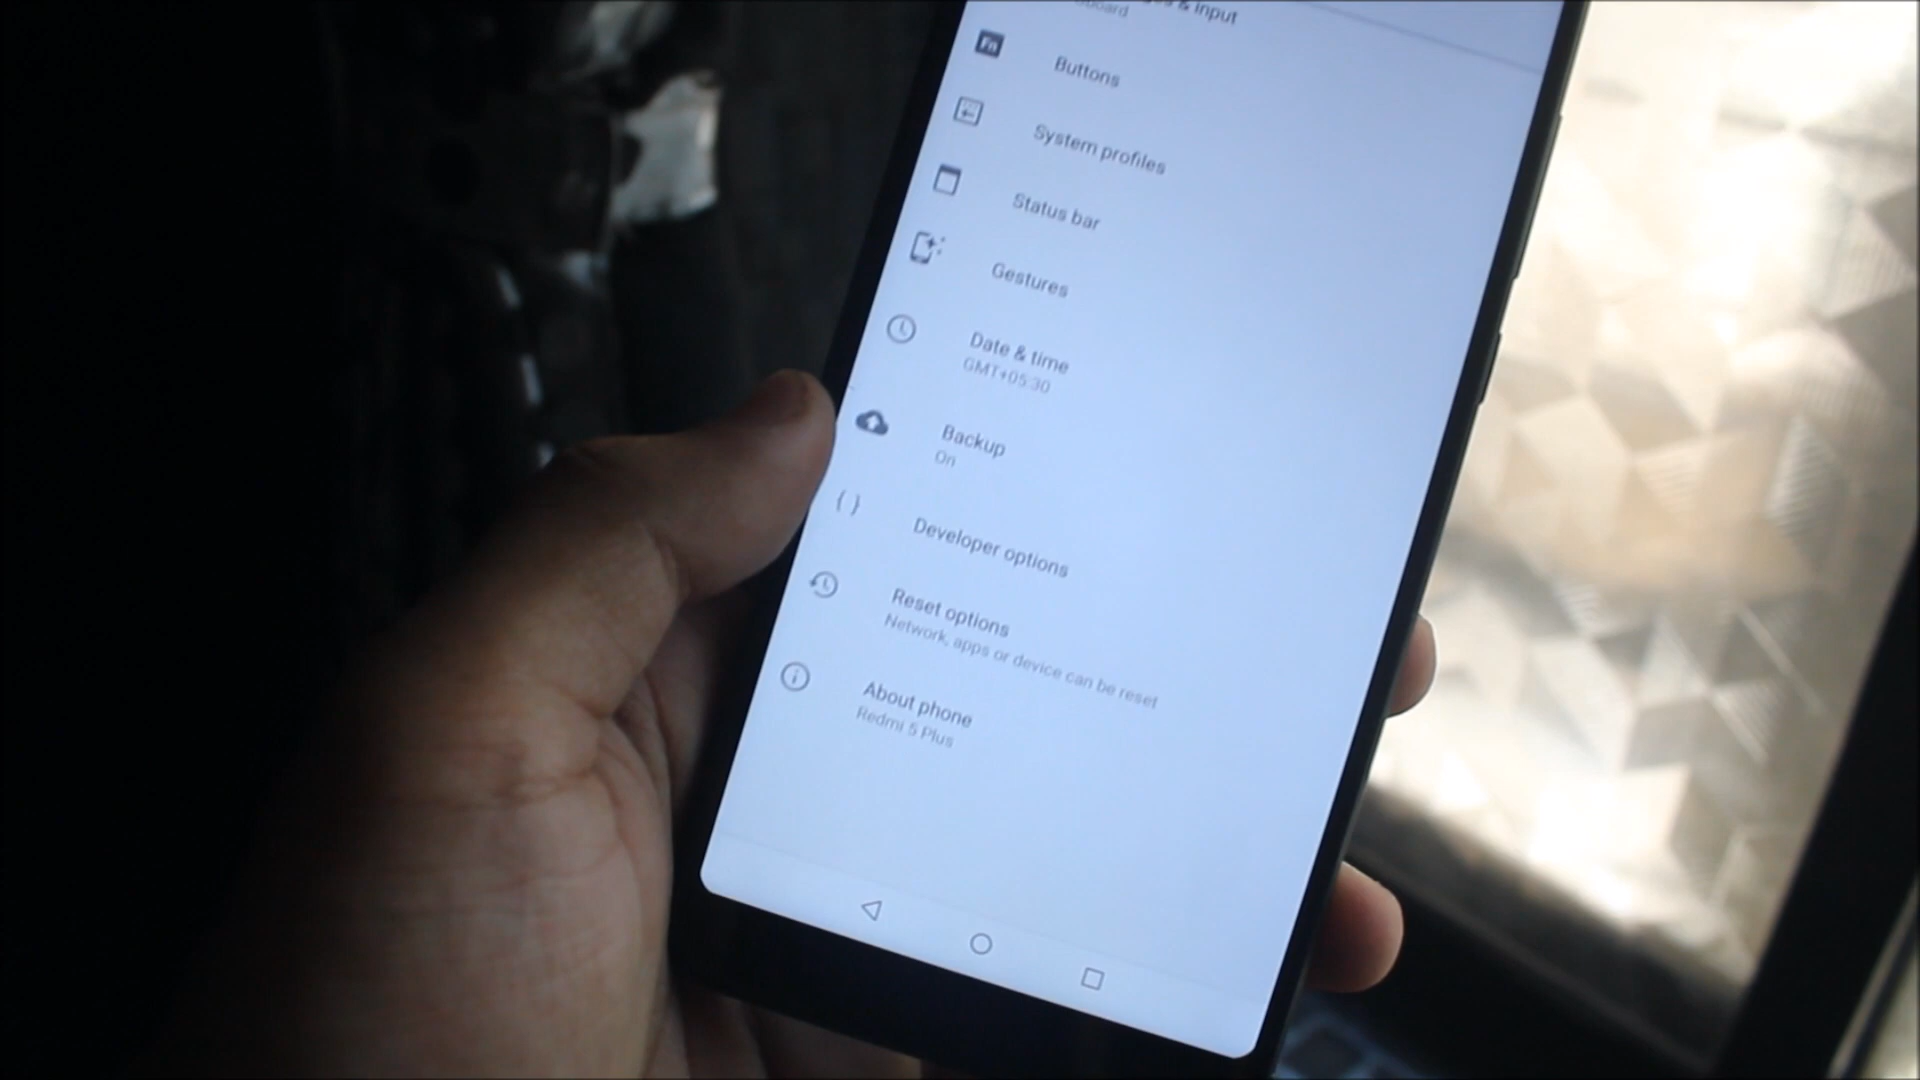 & input
Buttons
System profiles
Status bar
Gestures
Date & time
GMT+05:30
Backup
On
{ }
Developer options
Reset options
Network, apps or device can be reset
About phone
Redmi 5 Plus